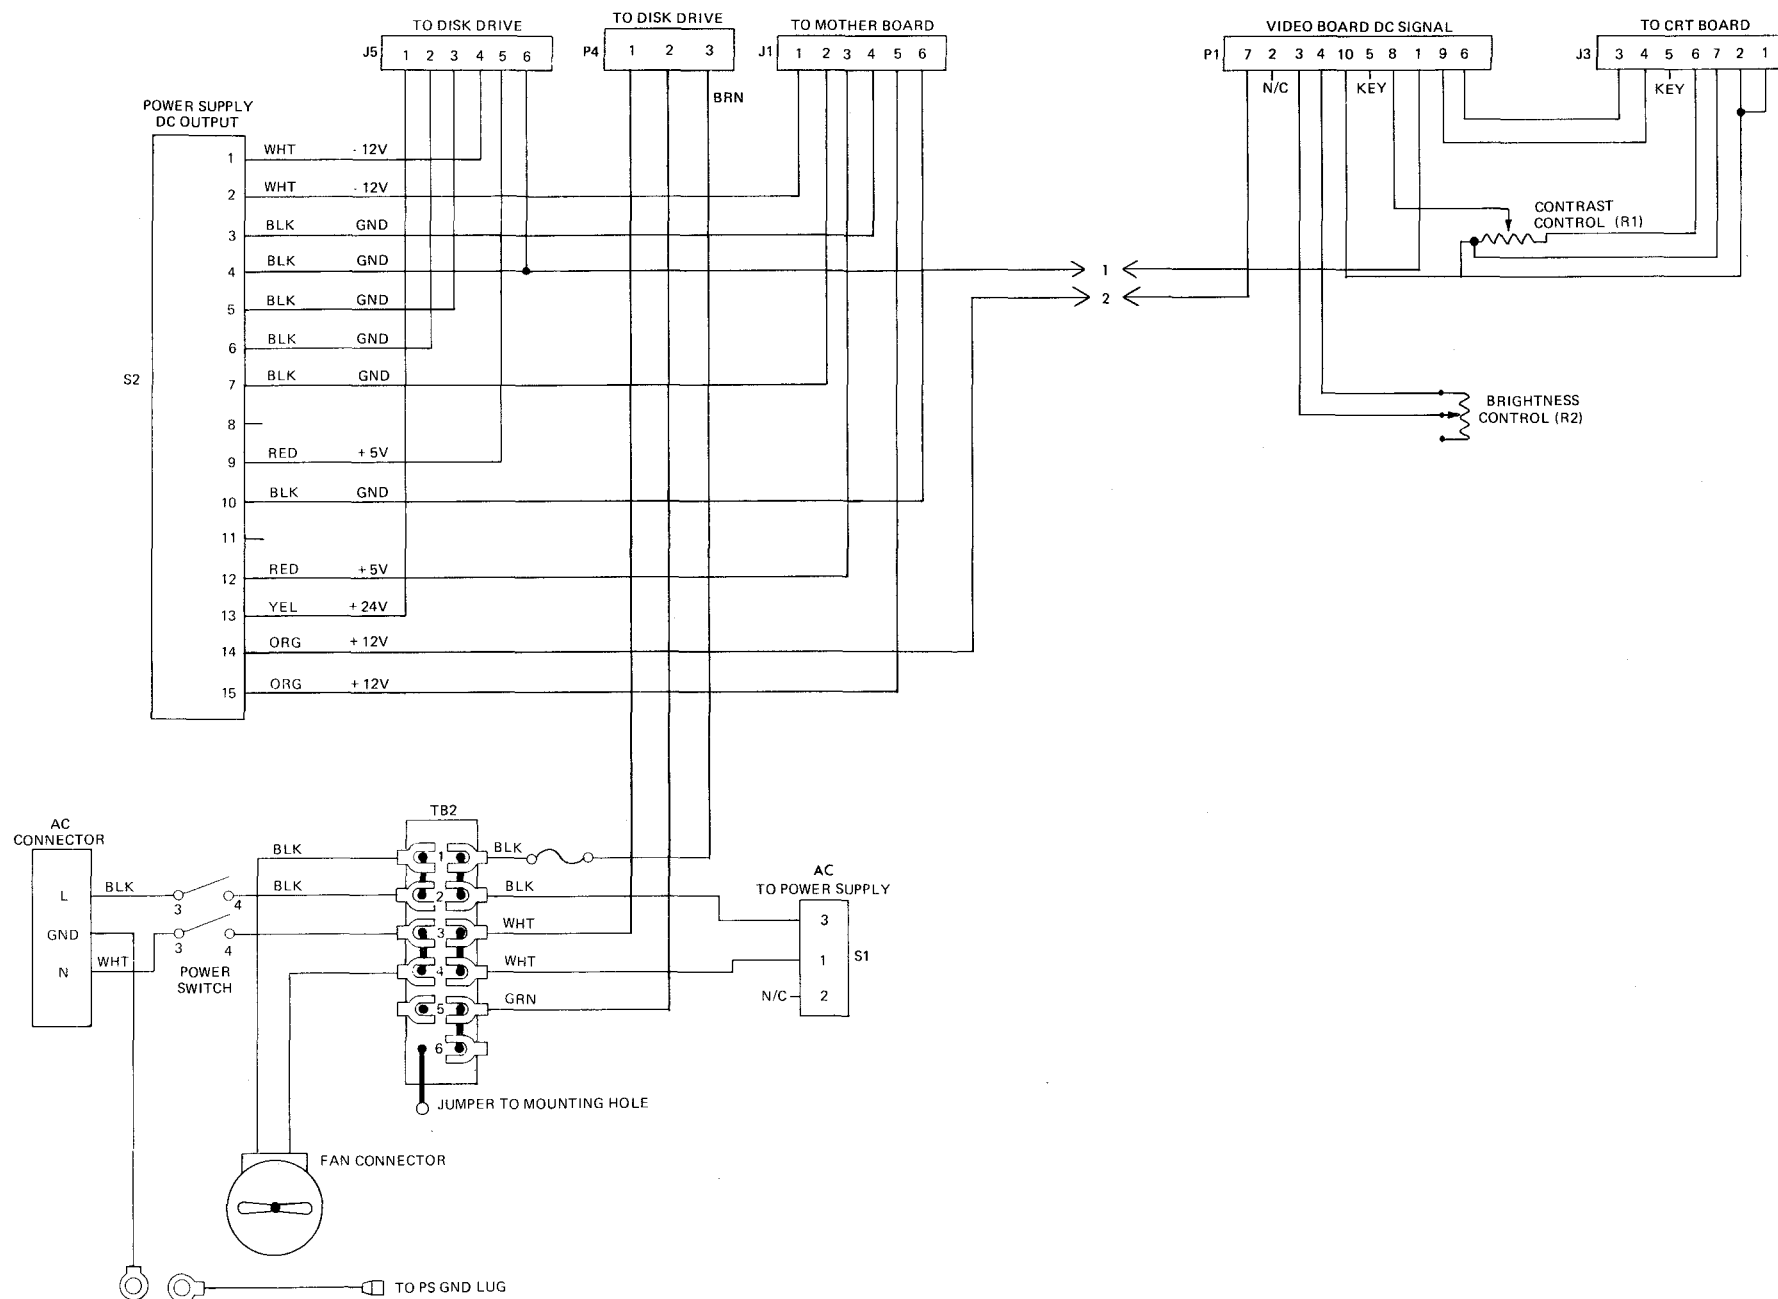 TO DISK DRIVE
J5 1 2 3 4 5 6
TO DISK DRIVE
P4 1 2 3
BRN
TO MOTHER BOARD
J1 1 2 3 4 5 6
VIDEO BOARD DC SIGNAL
P1 7 2 3 4 10 5 8 1 9 6
N/C KEY
TO CRT BOARD
J3 3 4 5 6 7 2 1
KEY
POWER SUPPLY
DC OUTPUT
S2
1 WHT - 12V
2 WHT - 12V
3 BLK GND
4 BLK GND
5 BLK GND
6 BLK GND
7 BLK GND
8
9 RED + 5V
10 BLK GND
11
12 RED + 5V
13 YEL + 24V
14 ORG + 12V
15 ORG + 12V
1
2
CONTRAST
CONTROL (R1)
BRIGHTNESS
CONTROL (R2)
AC
CONNECTOR
L
GND
N
BLK
WHT
3 4
3 4
POWER
SWITCH
BLK
BLK
TB2
1
2
3
4
5
6
BLK
BLK
WHT
WHT
GRN
AC
TO POWER SUPPLY
3
1
2
S1
N/C
JUMPER TO MOUNTING HOLE
FAN CONNECTOR
TO PS GND LUG